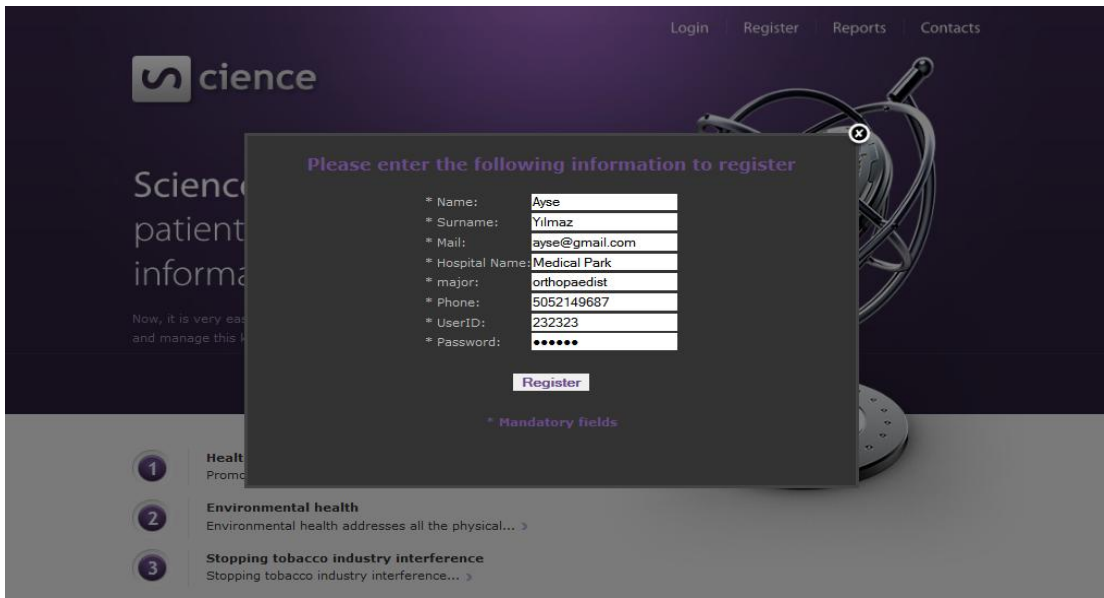 Login Register Reports Contacts
science
Please enter the following information to register
Scienc
patient
informa
Now, it is very eas
and manage this k
* Name: Ayse
* Surname: Yılmaz
* Mail: ayse@gmail.com
* Hospital Name: Medical Park
* major: orthopaedist
* Phone: 5052149687
* UserID: 232323
* Password: ••••••
Register
* Mandatory fields
1 Healt
Promo
2 Environmental health
Environmental health addresses all the physical...
3 Stopping tobacco industry interference
Stopping tobacco industry interference...